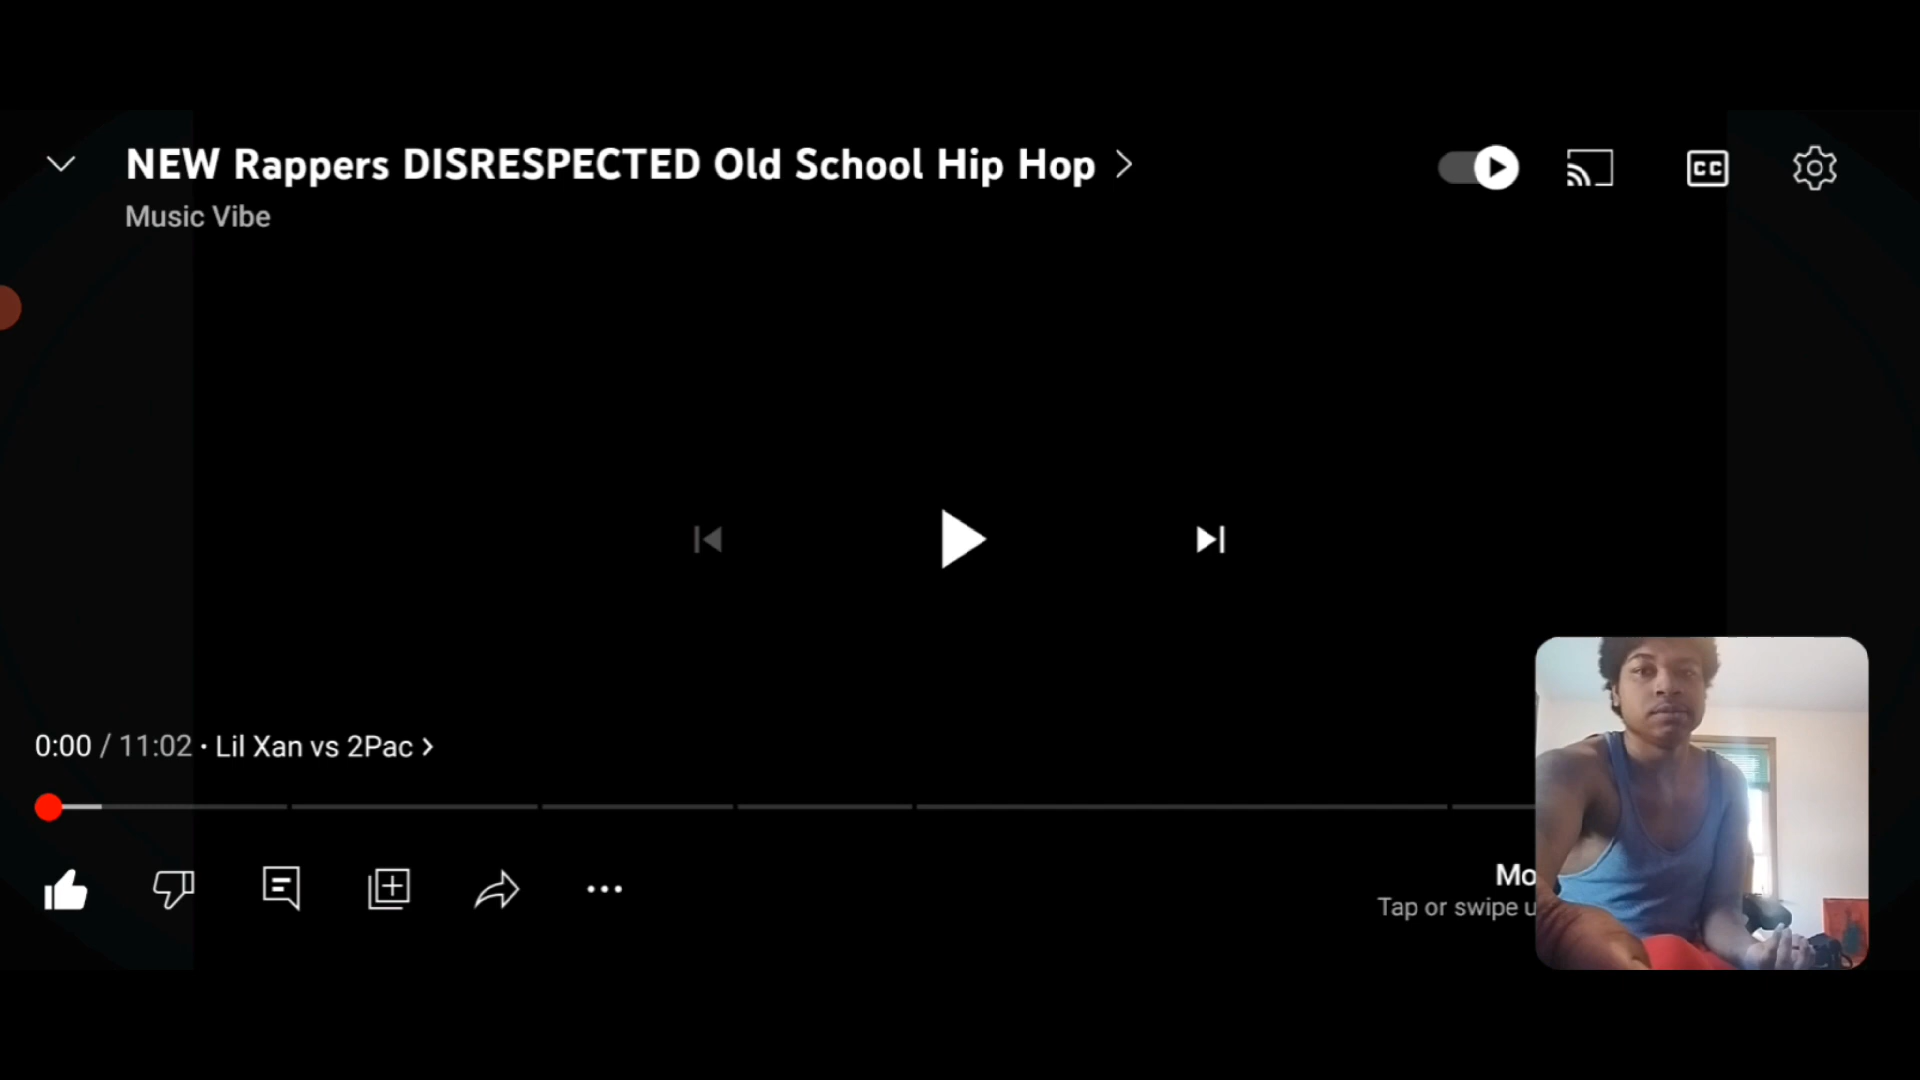 NEW Rappers DISRESPECTED Old School Hip Hop
Music Vibe
CC
0:00 / 11:02 · Lil Xan vs 2Pac
Tap or swipe